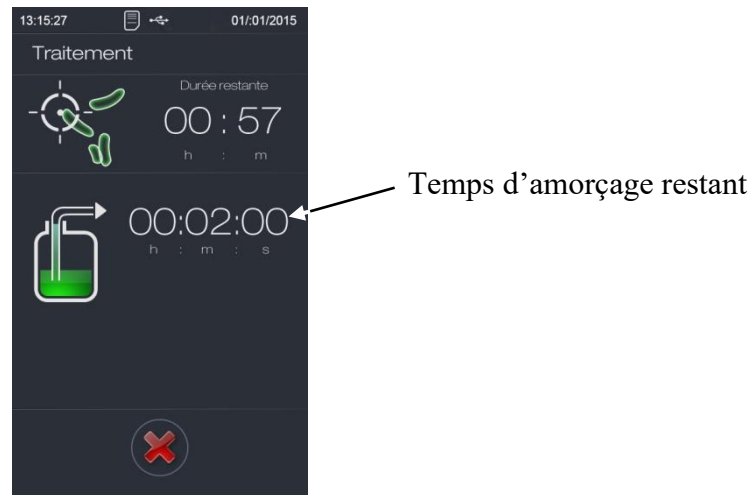 13:15:27
01/:01/2015
Traitement
Durée restante
00 : 57
h : m
Temps d’amorçage restant
00:02:00
h : m : s